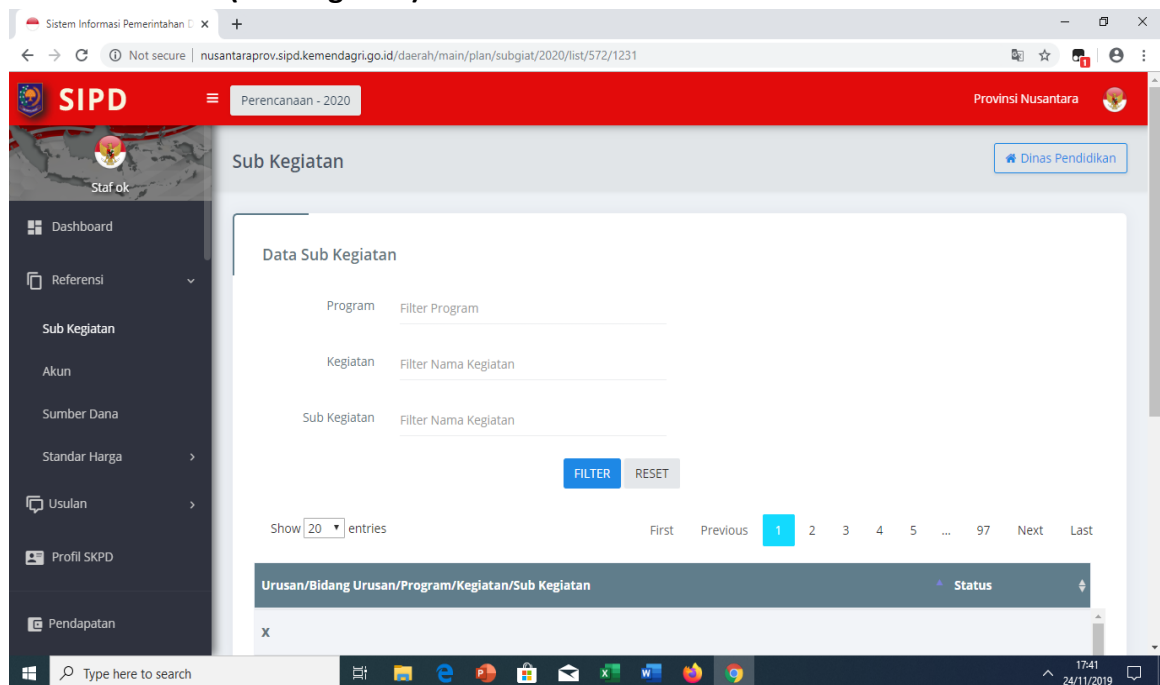 Sistem Informasi Pemerintahan D
Not secure | nusantaraprov.sipd.kemendagri.go.id/daerah/main/plan/subgiat/2020/list/572/1231
1
SIPD
Perencanaan - 2020
Provinsi Nusantara
Staf ok
Sub Kegiatan
Dinas Pendidikan
Dashboard
Referensi
Sub Kegiatan
Akun
Sumber Dana
Standar Harga
Usulan
Profil SKPD
Pendapatan
Data Sub Kegiatan
Program Filter Program
Kegiatan Filter Nama Kegiatan
Sub Kegiatan Filter Nama Kegiatan
FILTER RESET
Show 20 entries First Previous 1 2 3 4 5 ... 97 Next Last
Urusan/Bidang Urusan/Program/Kegiatan/Sub Kegiatan Status
X
Type here to search
17:41
24/11/2019